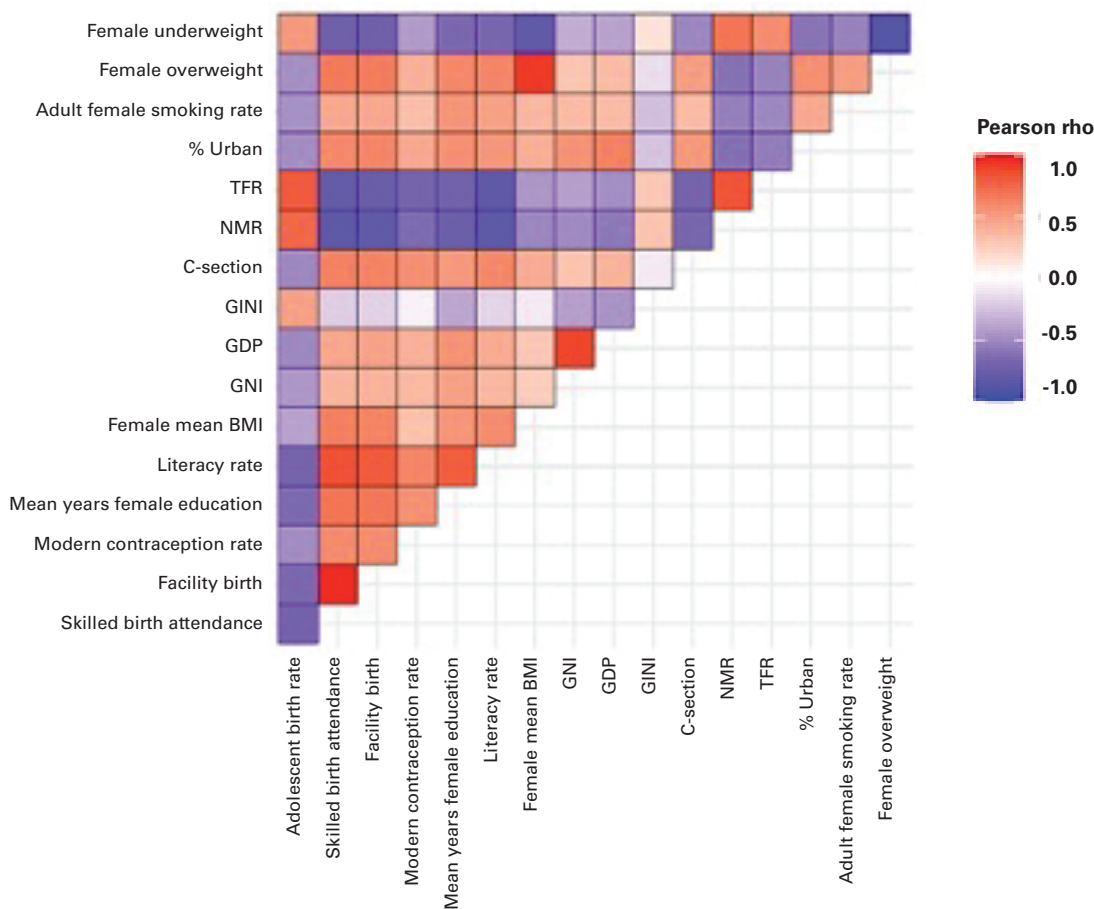 Female underweight
Female overweight
Adult female smoking rate
% Urban
TFR
NMR
C-section
GINI
GDP
GNI
Female mean BMI
Literacy rate
Mean years female education
Modern contraception rate
Facility birth
Skilled birth attendance
Adolescent birth rate
Skilled birth attendance
Facility birth
Modern contraception rate
Mean years female education
Literacy rate
Female mean BMI
GNI
GDP
GINI
C-section
NMR
TFR
% Urban
Adult female smoking rate
Female overweight
Pearson rho
1.0
0.5
0.0
-0.5
-1.0